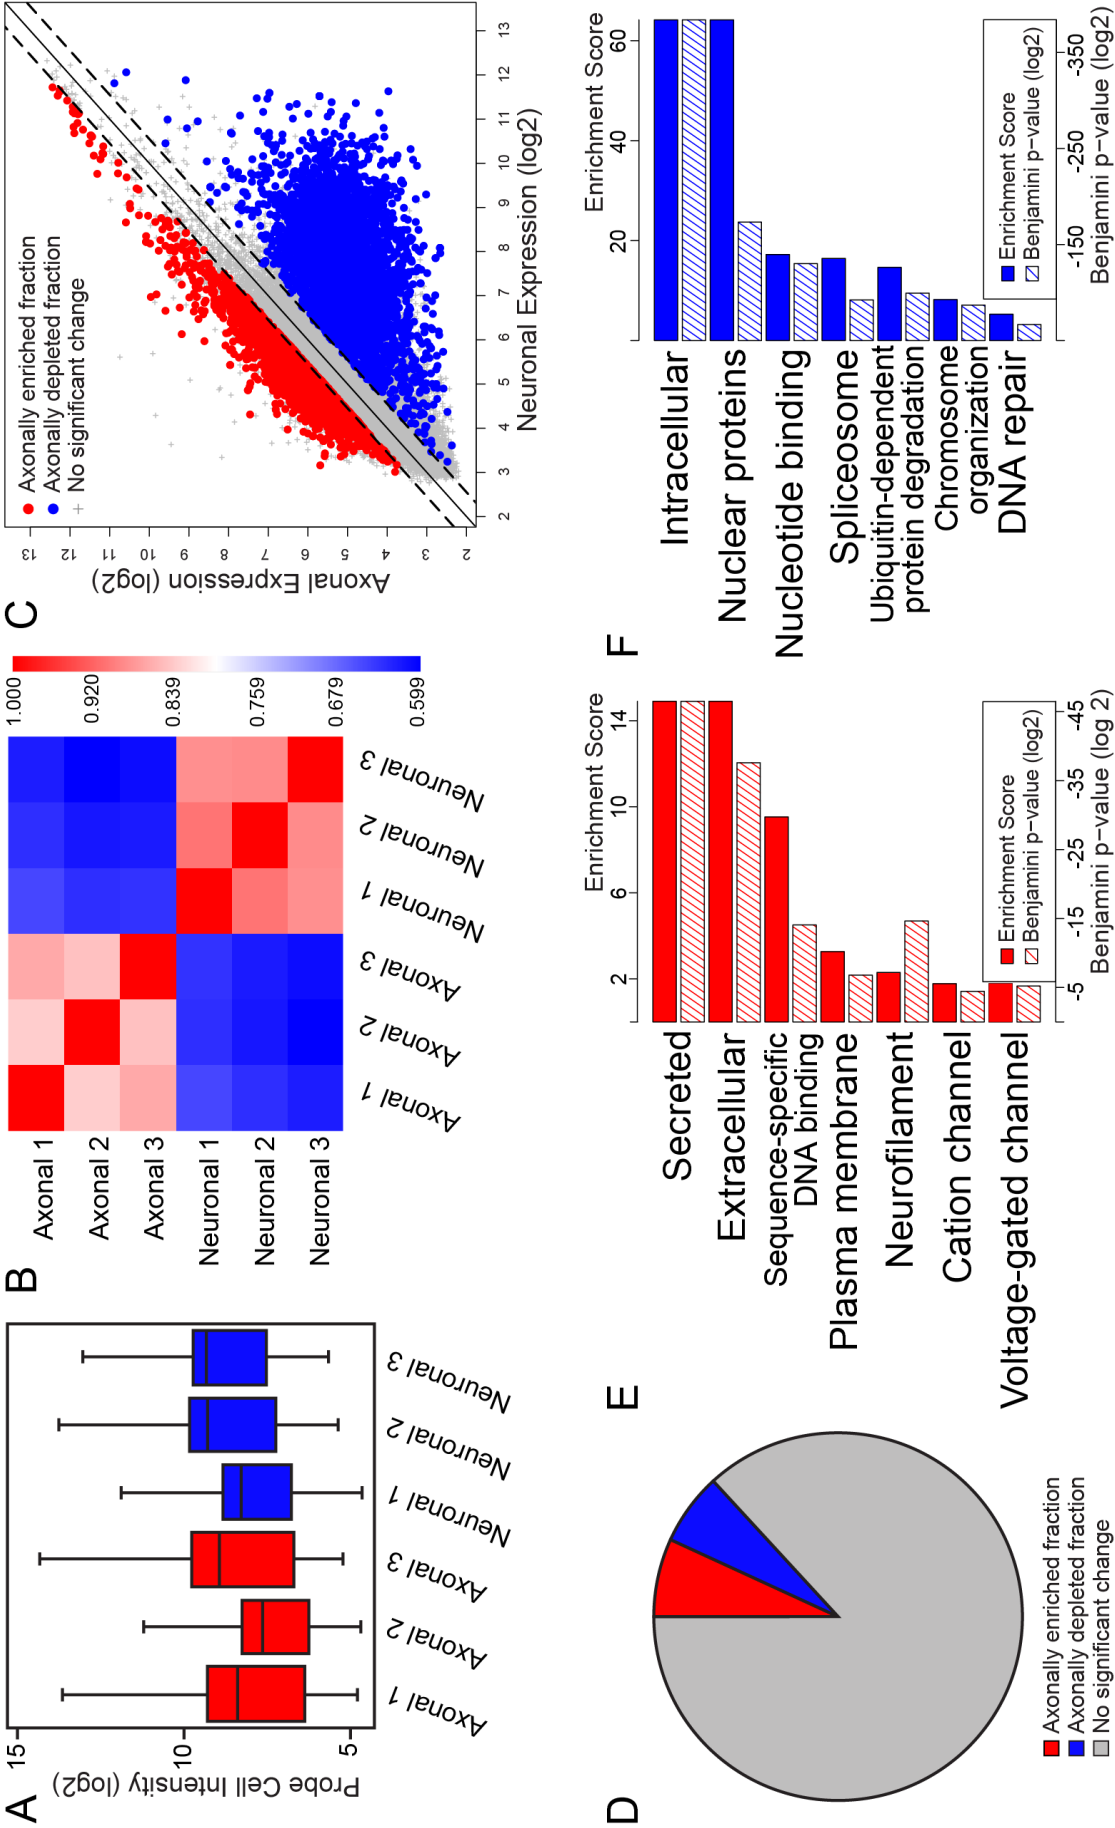 A
Probe Cell Intensity (log2)
15
10
5
Axonal 1
Axonal 2
Axonal 3
Neuronal 1
Neuronal 2
Neuronal 3
B
Axonal 1
Axonal 2
Axonal 3
Neuronal 1
Neuronal 2
Neuronal 3
Axonal 1
Axonal 2
Axonal 3
Neuronal 1
Neuronal 2
Neuronal 3
1.000
0.920
0.839
0.759
0.679
0.599
C
Axonally enriched fraction
Axonally depleted fraction
No significant change
Axonal Expression (log2)
13
12
11
10
9
8
7
6
5
4
3
2
2 3 4 5 6 7 8 9 10 11 12 13
Neuronal Expression (log2)
D
Axonally enriched fraction
Axonally depleted fraction
No significant change
E
Enrichment Score
2 6 10 14
Secreted
Extracellular
Sequence-specific
DNA binding
Plasma membrane
Neurofilament
Cation channel
Voltage-gated channel
Enrichment Score
Benjamini p-value (log2)
-5 -15 -25 -35 -45
Benjamini p-value (log 2)
F
Enrichment Score
20 40 60
Intracellular
Nuclear proteins
Nucleotide binding
Spliceosome
Ubiquitin-dependent
protein degradation
Chromosome
organization
DNA repair
Enrichment Score
Benjamini p-value (log2)
-150 -250 -350
Benjamini p-value (log2)